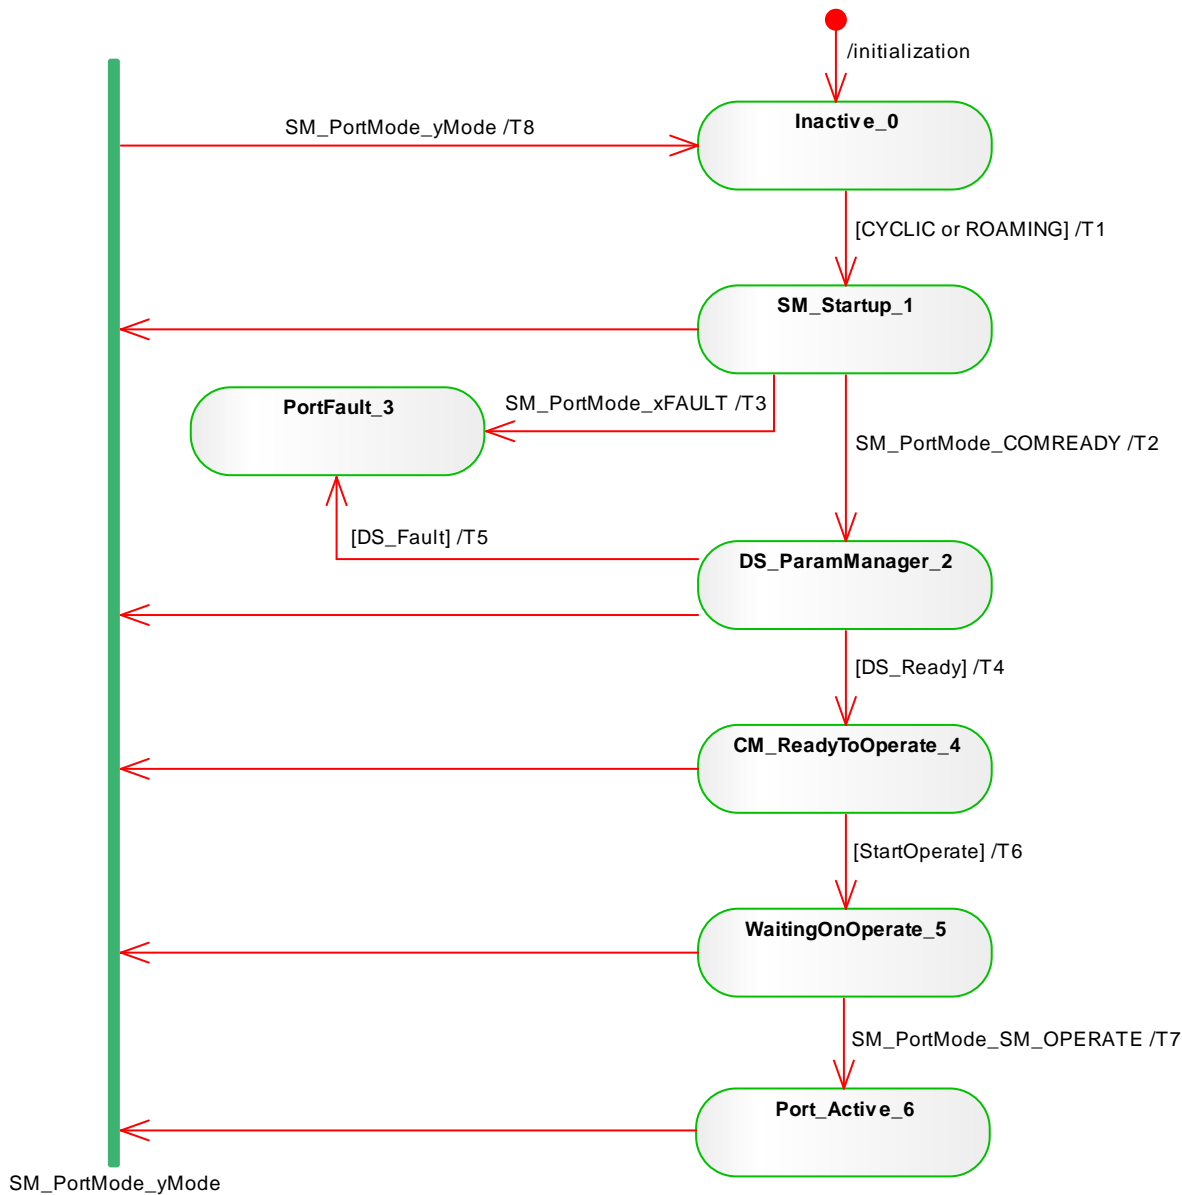 /initialization
Inactive_0
SM_PortMode_yMode /T8
[CYCLIC or ROAMING] /T1
SM_Startup_1
PortFault_3
SM_PortMode_xFAULT /T3
SM_PortMode_COMREADY /T2
[DS_Fault] /T5
DS_ParamManager_2
[DS_Ready] /T4
CM_ReadyToOperate_4
[StartOperate] /T6
WaitingOnOperate_5
SM_PortMode_SM_OPERATE /T7
Port_Active_6
SM_PortMode_yMode